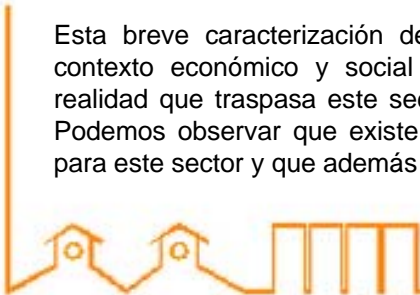 Esta breve caracterización de
contexto económico y social
realidad que traspasa este sec
Podemos observar que existe
para este sector y que además